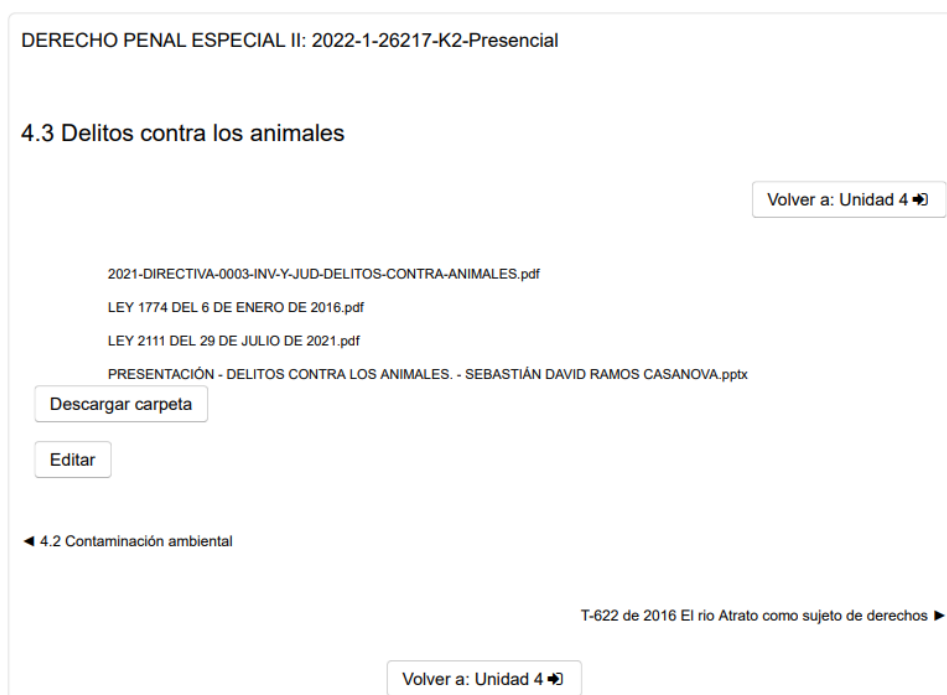 DERECHO PENAL ESPECIAL II: 2022-1-26217-K2-Presencial
4.3 Delitos contra los animales
Volver a: Unidad 4
2021-DIRECTIVA-0003-INV-Y-JUD-DELITOS-CONTRA-ANIMALES.pdf
LEY 1774 DEL 6 DE ENERO DE 2016.pdf
LEY 2111 DEL 29 DE JULIO DE 2021.pdf
PRESENTACIÓN - DELITOS CONTRA LOS ANIMALES. - SEBASTIÁN DAVID RAMOS CASANOVA.pptx
Descargar carpeta
Editar
◄ 4.2 Contaminación ambiental
T-622 de 2016 El rio Atrato como sujeto de derechos ►
Volver a: Unidad 4